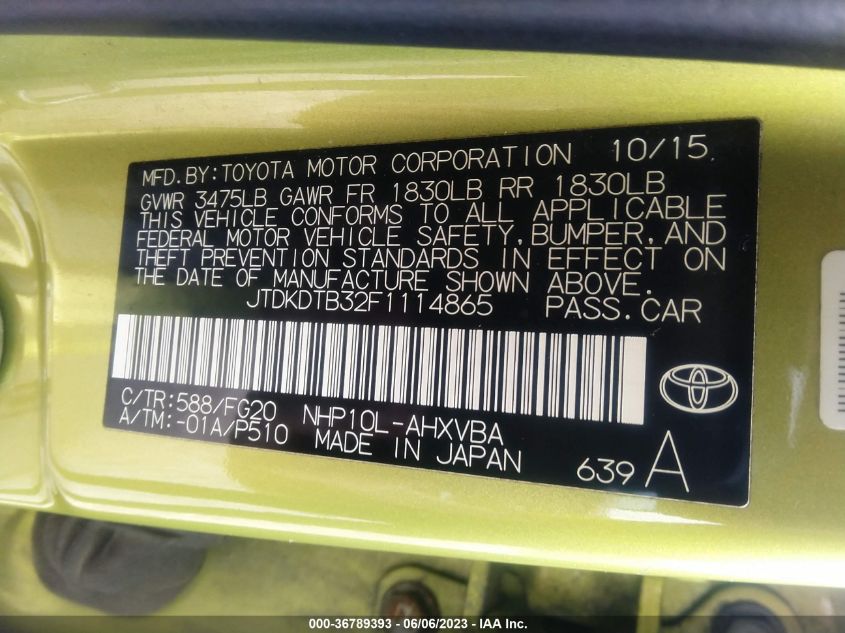 MFD.BY:TOYOTA MOTOR CORPORATION 10/15
GVWR 3475LB GAWR FR 1830LB RR 1830LB
THIS VEHICLE CONFORMS TO ALL APPLICABLE
FEDERAL MOTOR VEHICLE SAFETY, BUMPER, AND
THEFT PREVENTION STANDARDS IN EFFECT ON
THE DATE OF MANUFACTURE SHOWN ABOVE.
JTDKDTB32F1114865 PASS.CAR
C/TR:588/FG20 NHP10L-AHXVBA
A/TM:-01A/P510 MADE IN JAPAN
639 A
000-36789393 - 06/06/2023 - IAA Inc.